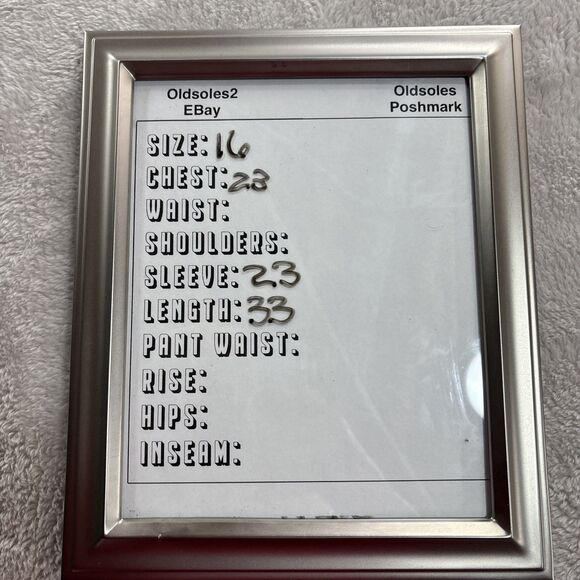 Oldsoles2 Oldsoles
EBay Poshmark
SIZE: 16
CHEST: 23
WAIST:
SHOULDERS:
SLEEVE: 23
LENGTH: 33
PANT WAIST:
RISE:
HIPS:
INSEAM: